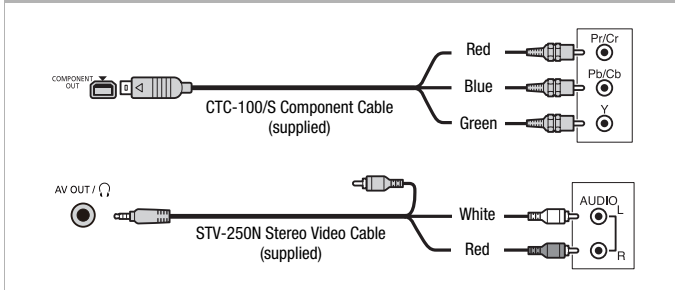 COMPONENT
OUT
CTC-100/S Component Cable
(supplied)
Red
Blue
Green
Pr/Cr
Pb/Cb
Y
AV OUT /
STV-250N Stereo Video Cable
(supplied)
White
Red
AUDIO
L
R